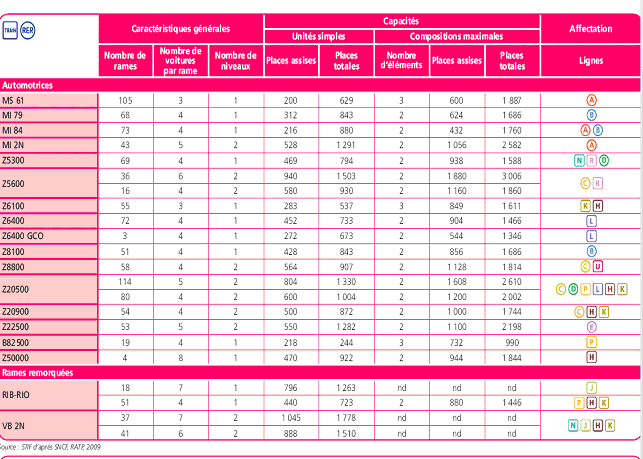 TRAIN RER
Caractéristiques générales Capacités Affectation
Unités simples Compositions maximales
Nombre de rames Nombre de voitures par rame Nombre de niveaux Places assises Places totales Nombre d'éléments Places assises Places totales Lignes
Automotrices
MS 61 105 3 1 200 629 3 600 1 887 A
MI 79 68 4 1 312 843 2 624 1 686 B
MI 84 73 4 1 216 880 2 432 1 760 A B
MI 2N 43 5 2 528 1 291 2 1 056 2 582 A
Z5300 69 4 1 469 794 2 938 1 588 N R D
Z5600 36 6 2 940 1 503 2 1 880 3 006 C R
16 4 2 580 930 2 1 160 1 860
Z6100 55 3 1 283 537 3 849 1 611 K H
Z6400 72 4 1 452 733 2 904 1 466 L
Z6400 GCO 3 4 1 272 673 2 544 1 346 L
Z8100 51 4 1 428 843 2 856 1 686 B
Z8800 58 4 2 564 907 2 1 128 1 814 C U
Z20500 114 5 2 804 1 330 2 1 608 2 610 C D P L H K
80 4 2 600 1 004 2 1 200 2 002
Z20900 54 4 2 500 872 2 1 000 1 744 C H K
Z22500 53 5 2 550 1 282 2 1 100 2 198 E
B82500 19 4 1 218 244 3 732 990 P
Z50000 4 8 1 470 922 2 944 1 844 H
Rames remorquées
RIB-RIO 18 7 1 796 1 263 nd nd nd J
51 4 1 440 723 2 880 1 446 P H K
VB 2N 37 7 2 1 045 1 778 nd nd nd N J H K
41 6 2 888 1 510 nd nd nd
Source : STIF d'après SNCF, RATP, 2009